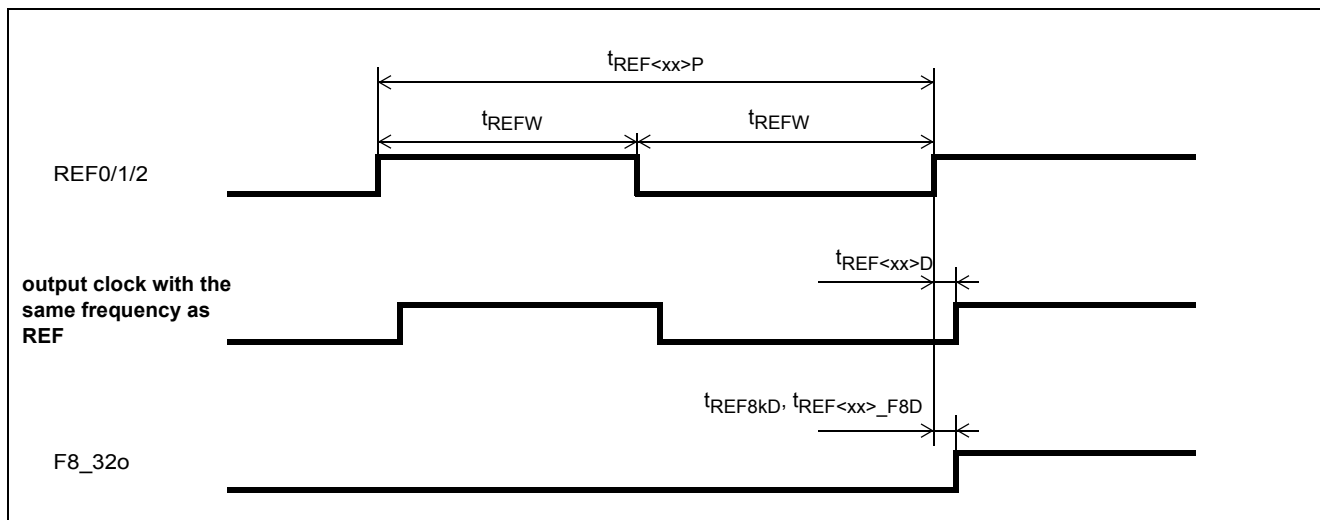 tREF<xx>P
tREFW tREFW
REF0/1/2
tREF<xx>D
output clock with the
same frequency as
REF
tREF8kD, tREF<xx>_F8D
F8_32o